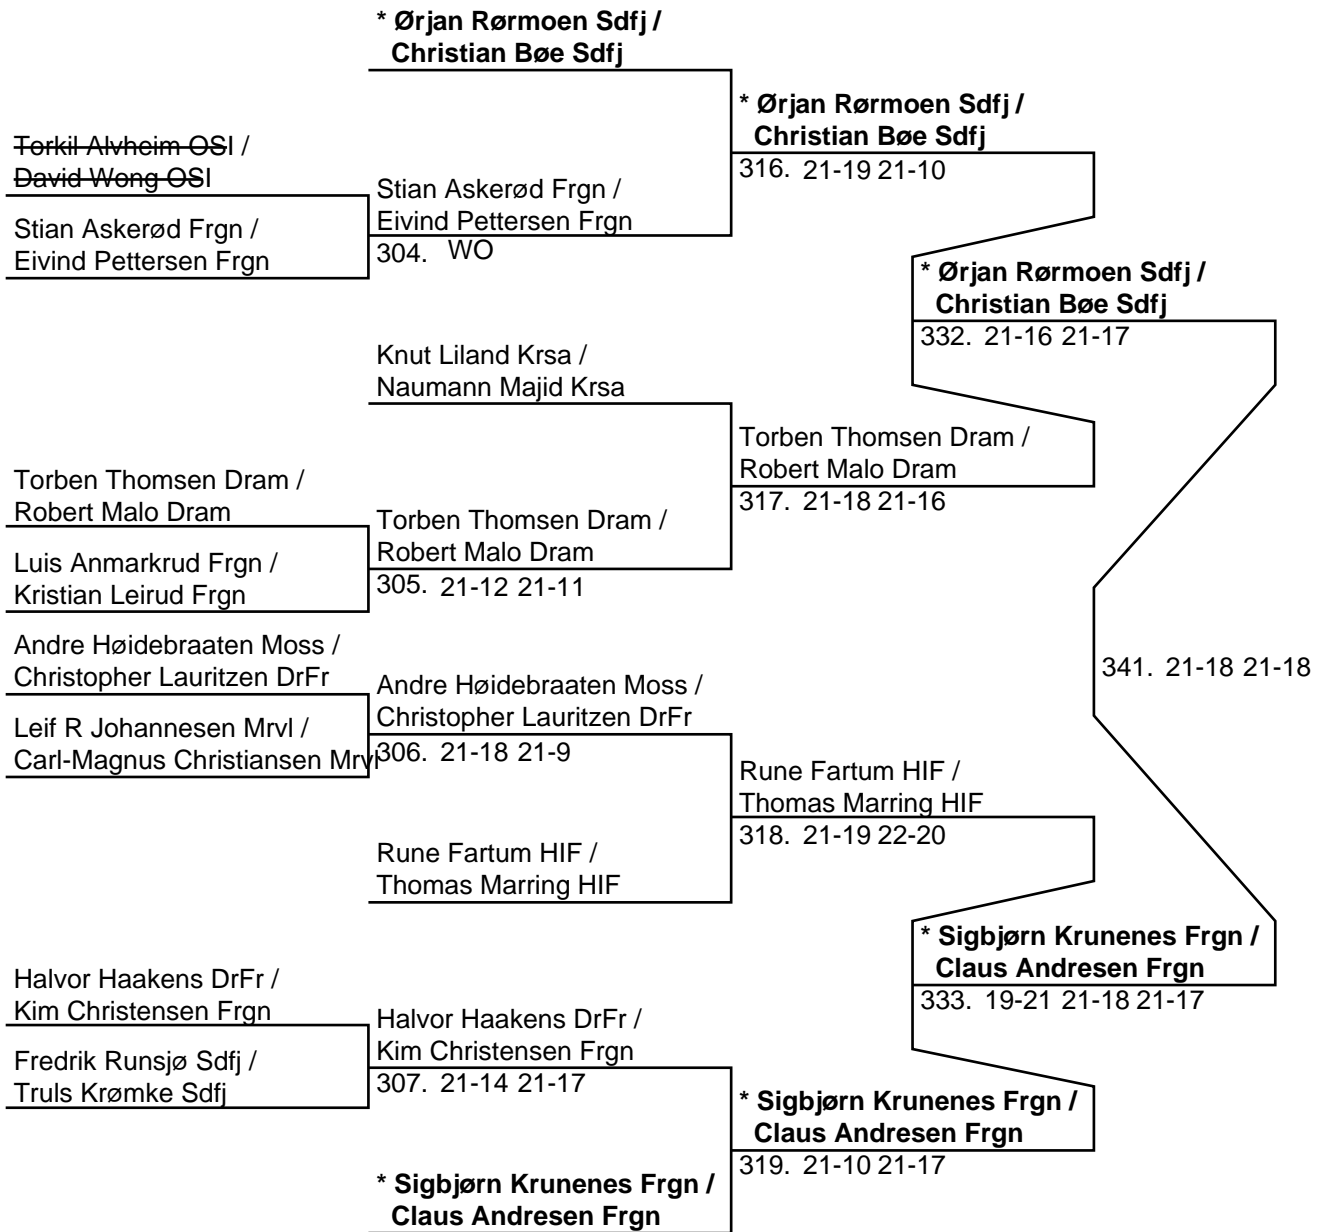 * Ørjan Rørmoen Sdfj /
Christian Bøe Sdfj
* Ørjan Rørmoen Sdfj /
Christian Bøe Sdfj
316. 21-19 21-10
Torkil Alvheim OSI /
David Wong OSI
Stian Askerød Frgn /
Eivind Pettersen Frgn
304. WO
Stian Askerød Frgn /
Eivind Pettersen Frgn
* Ørjan Rørmoen Sdfj /
Christian Bøe Sdfj
332. 21-16 21-17
Knut Liland Krsa /
Naumann Majid Krsa
Torben Thomsen Dram /
Robert Malo Dram
317. 21-18 21-16
Torben Thomsen Dram /
Robert Malo Dram
Torben Thomsen Dram /
Robert Malo Dram
305. 21-12 21-11
Luis Anmarkrud Frgn /
Kristian Leirud Frgn
Andre Høidebraaten Moss /
Christopher Lauritzen DrFr
341. 21-18 21-18
Andre Høidebraaten Moss /
Christopher Lauritzen DrFr
306. 21-18 21-9
Leif R Johannesen Mrvl /
Carl-Magnus Christiansen Mrvl
Rune Fartum HIF /
Thomas Marring HIF
318. 21-19 22-20
Rune Fartum HIF /
Thomas Marring HIF
* Sigbjørn Krunenes Frgn /
Claus Andresen Frgn
333. 19-21 21-18 21-17
Halvor Haakens DrFr /
Kim Christensen Frgn
Halvor Haakens DrFr /
Kim Christensen Frgn
307. 21-14 21-17
Fredrik Runsjø Sdfj /
Truls Krømke Sdfj
* Sigbjørn Krunenes Frgn /
Claus Andresen Frgn
319. 21-10 21-17
* Sigbjørn Krunenes Frgn /
Claus Andresen Frgn